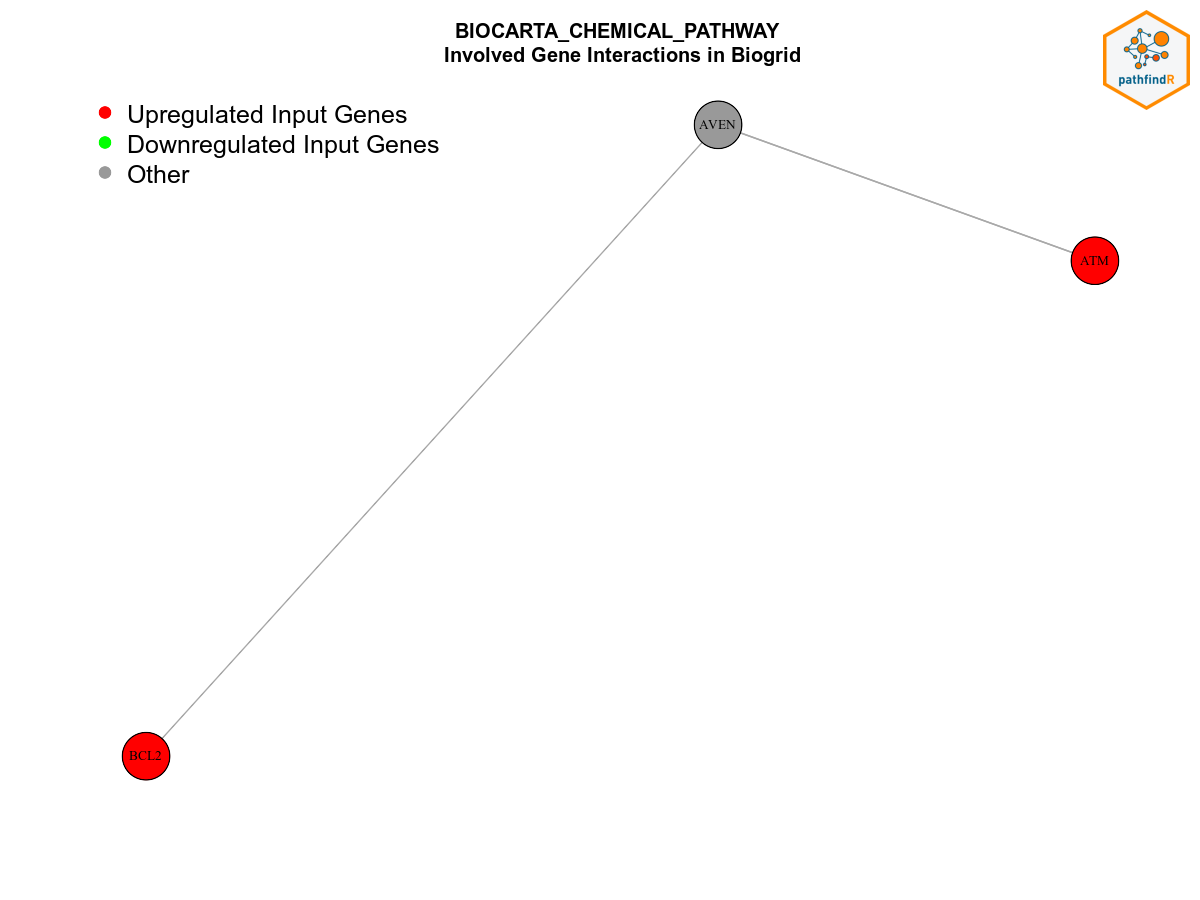 BIOCARTA_CHEMICAL_PATHWAY
Involved Gene Interactions in Biogrid
pathfindR
Upregulated Input Genes
Downregulated Input Genes
Other
AVEN
ATM
BCL2